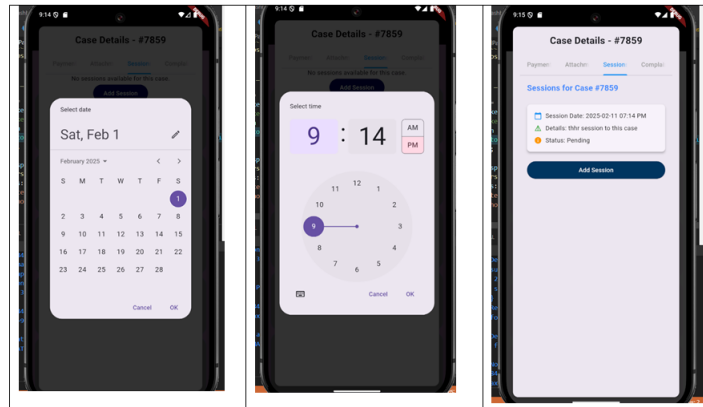 9:14
Case Details - #7859
Session
No sessions available for this case
Add Session
Select date
Sat, Feb 1
February 2025
S M T W T F S
1
2 3 4 5 6 7 8
9 10 11 12 13 14 15
16 17 18 19 20 21 22
23 24 25 26 27 28
Cancel OK
9:14
Case Details - #7859
No sessions available for this case
Add Session
Select time
9 : 14 AM
PM
12
11 1
10 2
9 3
8 4
7 5
6
Cancel OK
9:15
Case Details - #7859
Paymen Attachm Session Compla
Sessions for Case #7859
Session Date: 2025-02-11 07:14 PM
Details: thhr session to this case
Status: Pending
Add Session